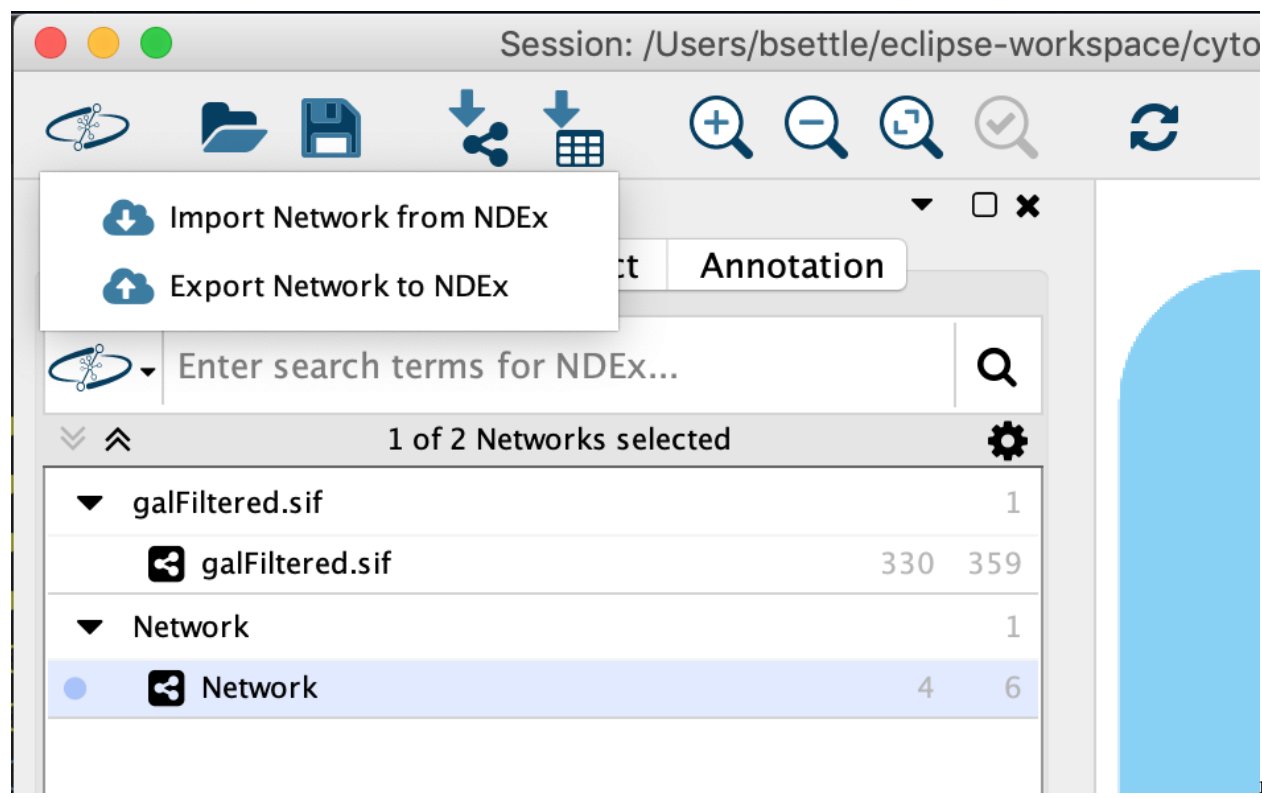 Session: /Users/bsettle/eclipse-workspace/cyto
Import Network from NDEx
Export Network to NDEx
Annotation
Enter search terms for NDEx...
1 of 2 Networks selected
galFiltered.sif 1
galFiltered.sif 330 359
Network 1
Network 4 6